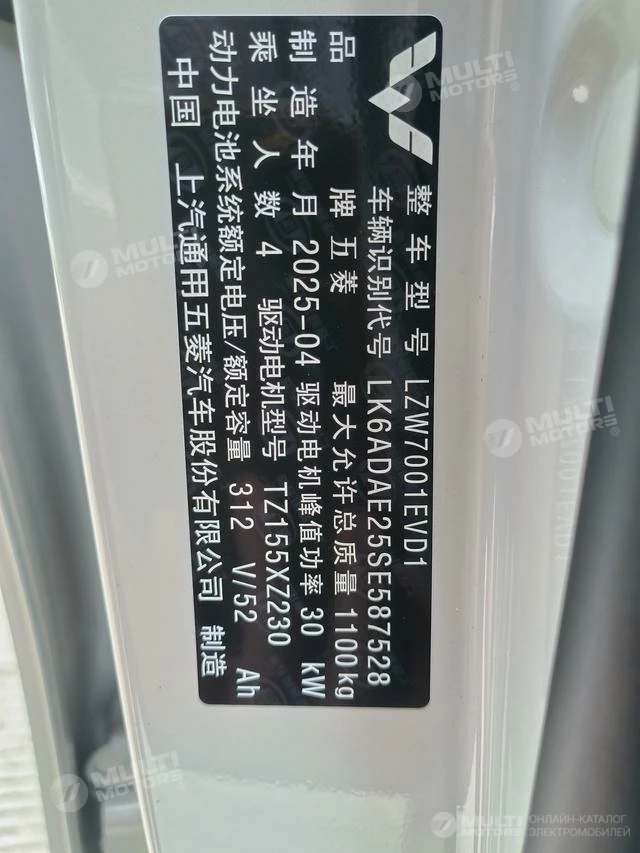 整车型号 LZW7001EVD1
车辆识别代号 LK6ADAE25SE587528
品牌 五菱 最大允许总质量 1100kg
制造年月 2025-04 驱动电机峰值功率 30 kW
乘坐人数 4 驱动电机型号 TZ155XZ230
动力电池系统额定电压/额定容量 312 V/52 Ah
中国 上汽通用五菱汽车股份有限公司 制造
MULTI MOTORS®
MULTI MOTORS®
MULTI MOTORS®
MULTI MOTORS®
MULTI MOTORS
ОНЛАЙН-КАТАЛОГ
ЭЛЕКТРОМОБИЛЕЙ